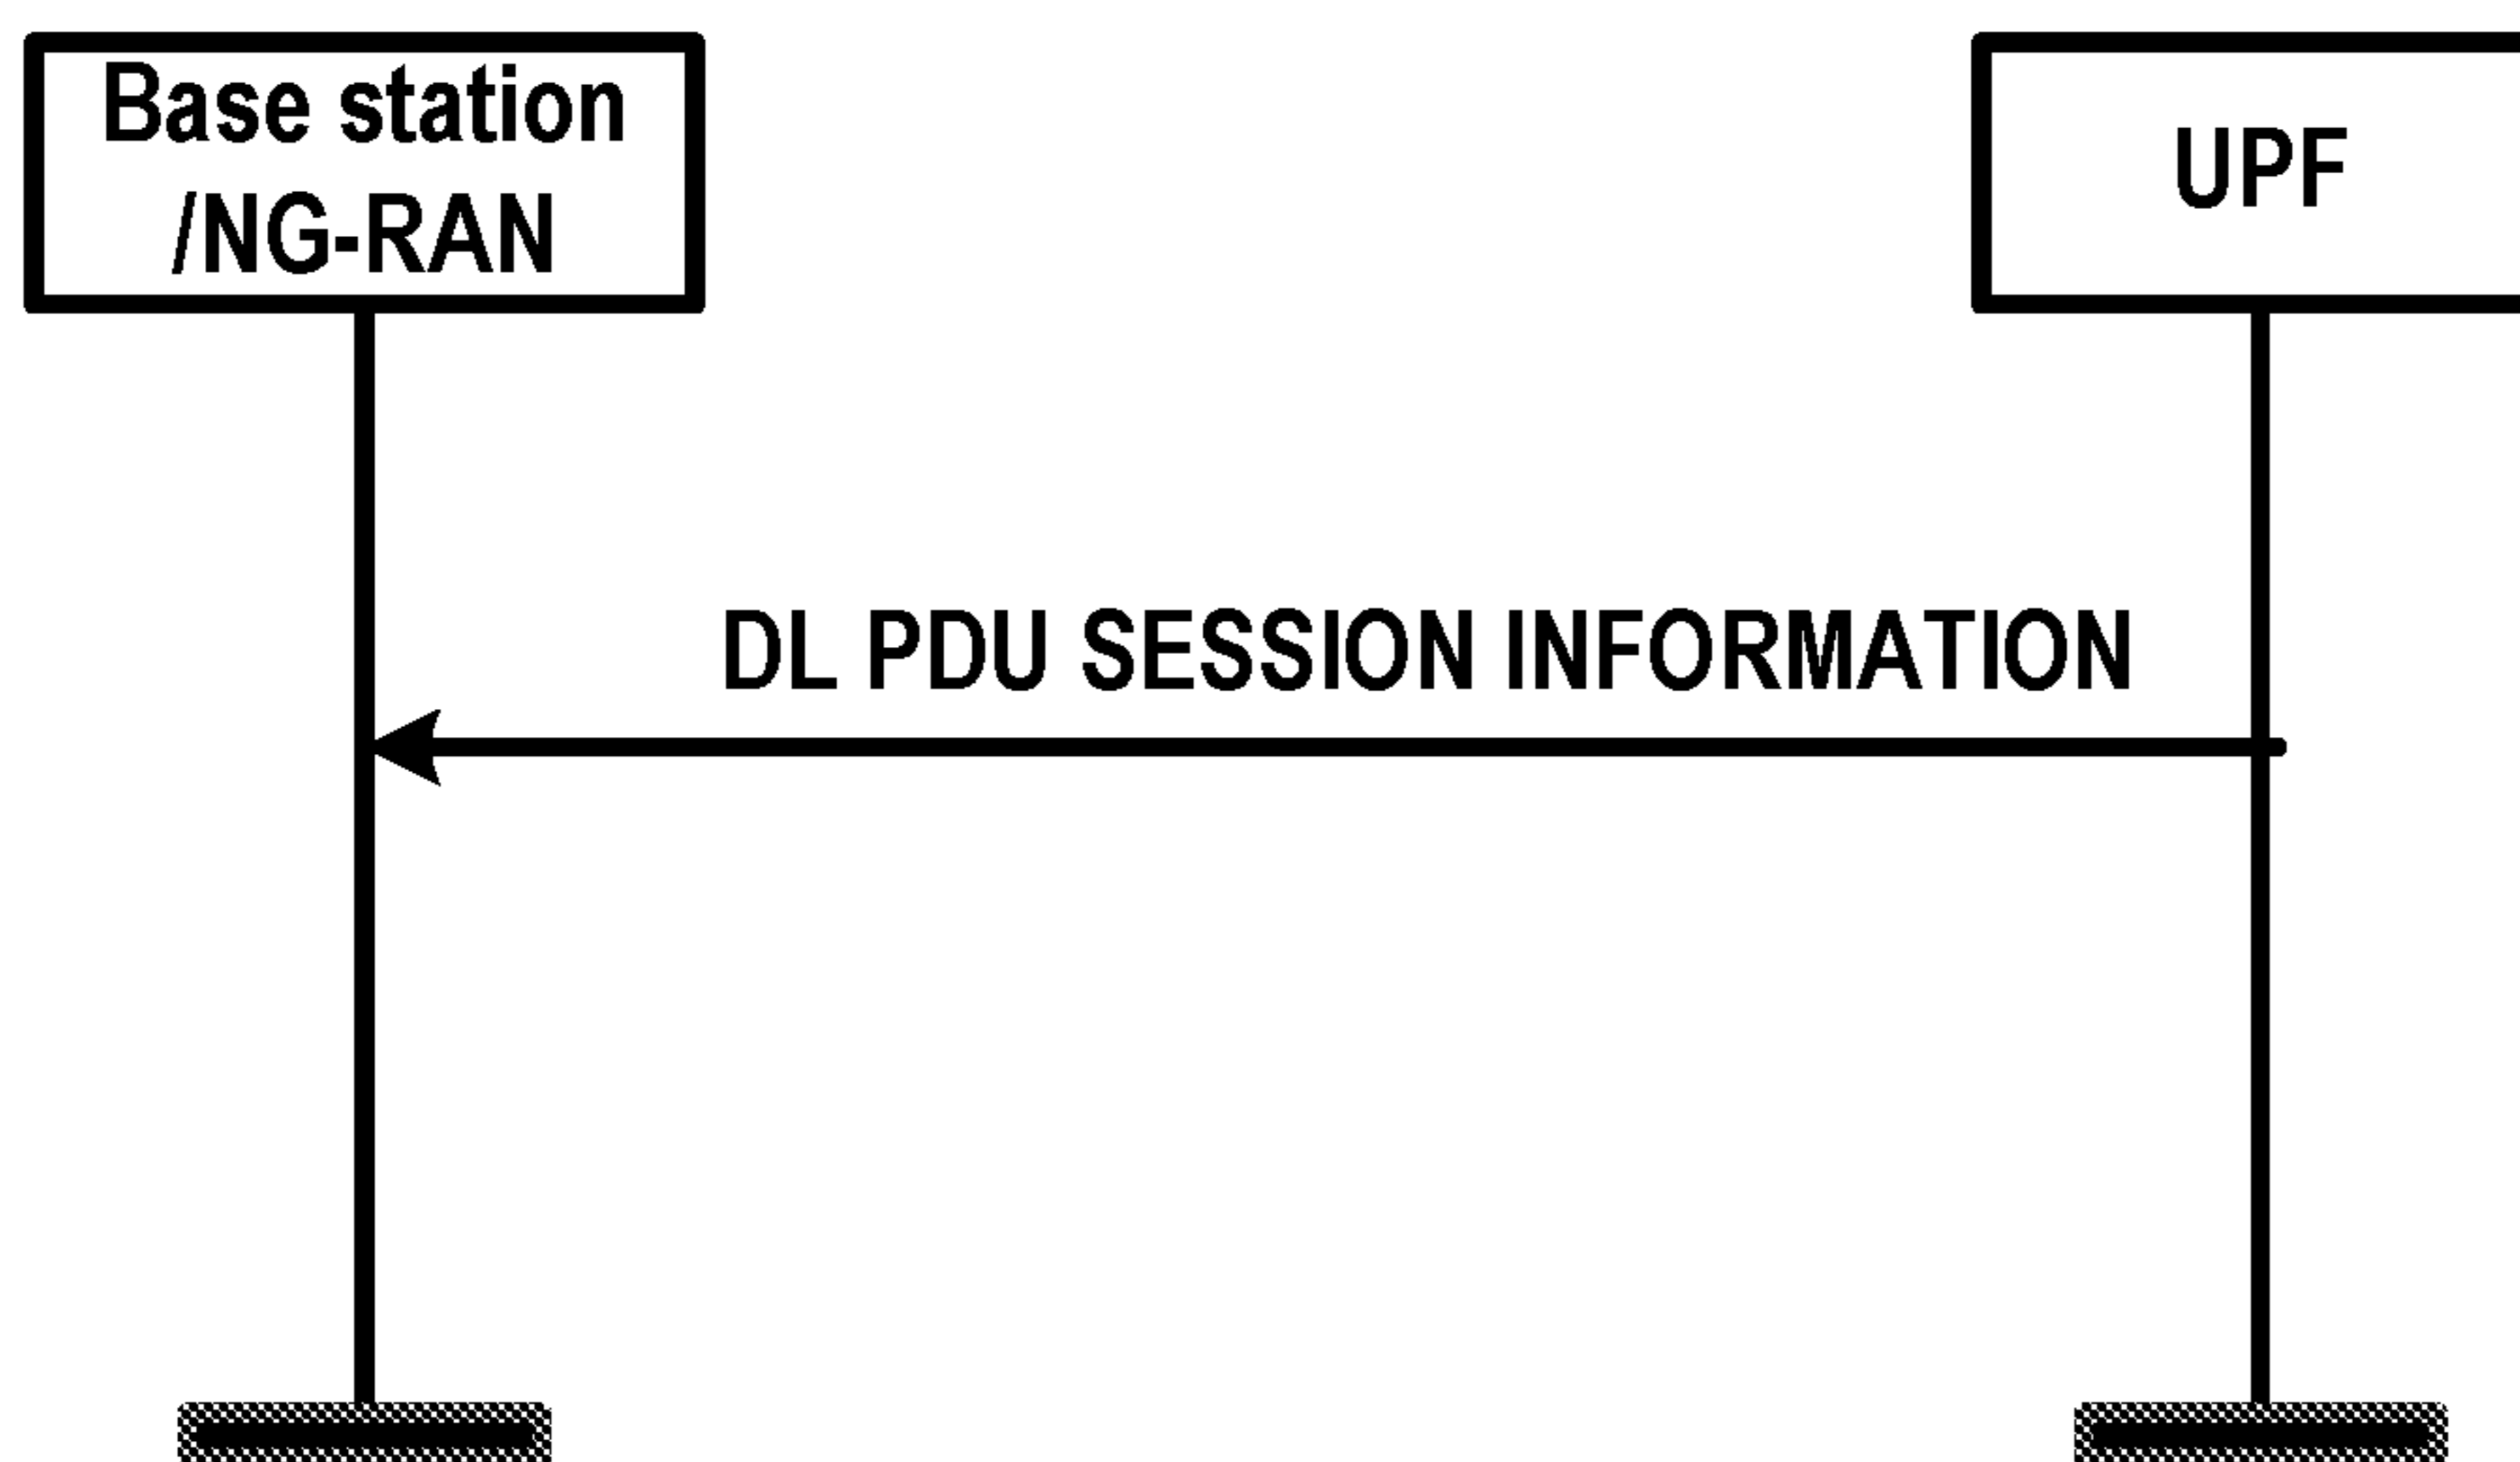 Base station
/NG-RAN
UPF
DL PDU SESSION INFORMATION